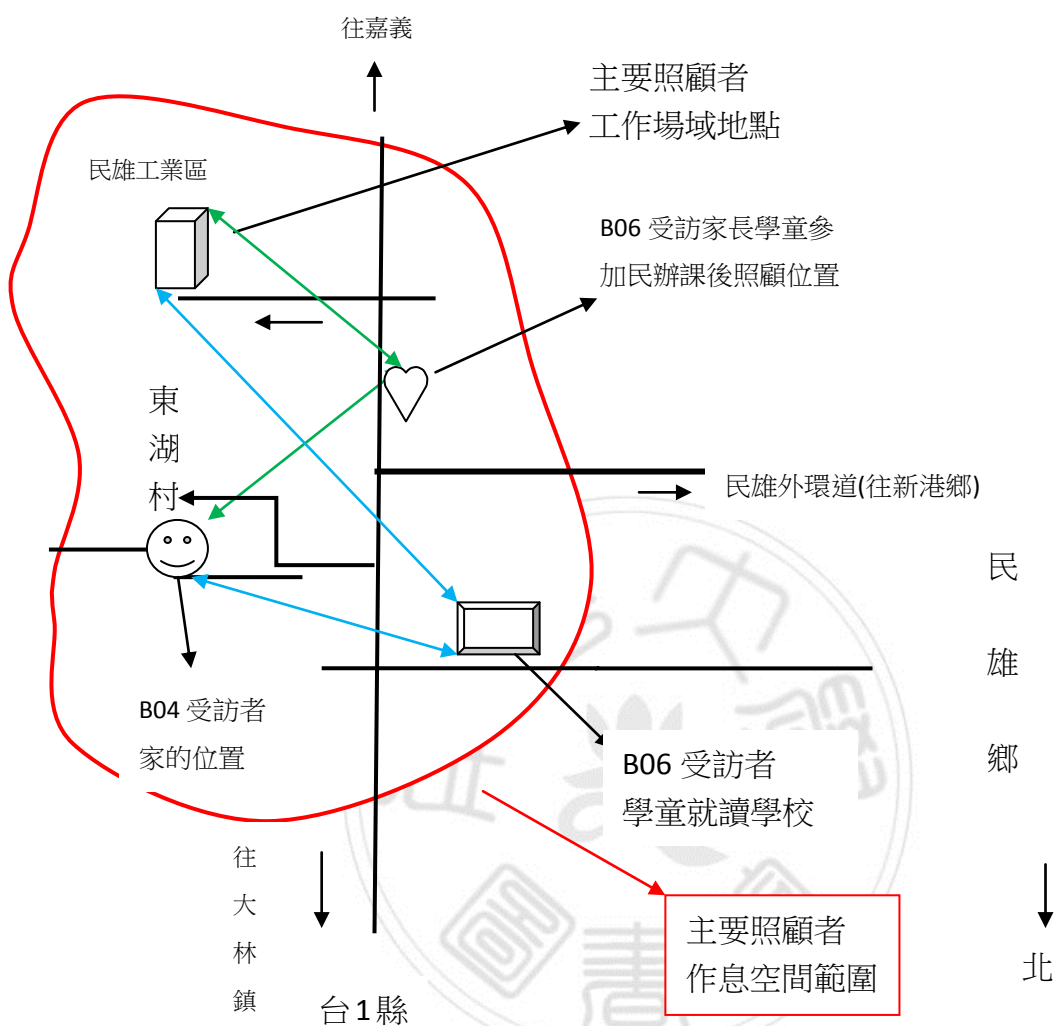 往嘉義
主要照顧者
工作場域地點
民雄工業區
B06 受訪家長學童參
加民辦課後照顧位置
東湖村
民雄外環道(往新港鄉)
民雄鄉
B04 受訪者
家的位置
B06 受訪者
學童就讀學校
往大林鎮
主要照顧者
作息空間範圍
北
台1縣